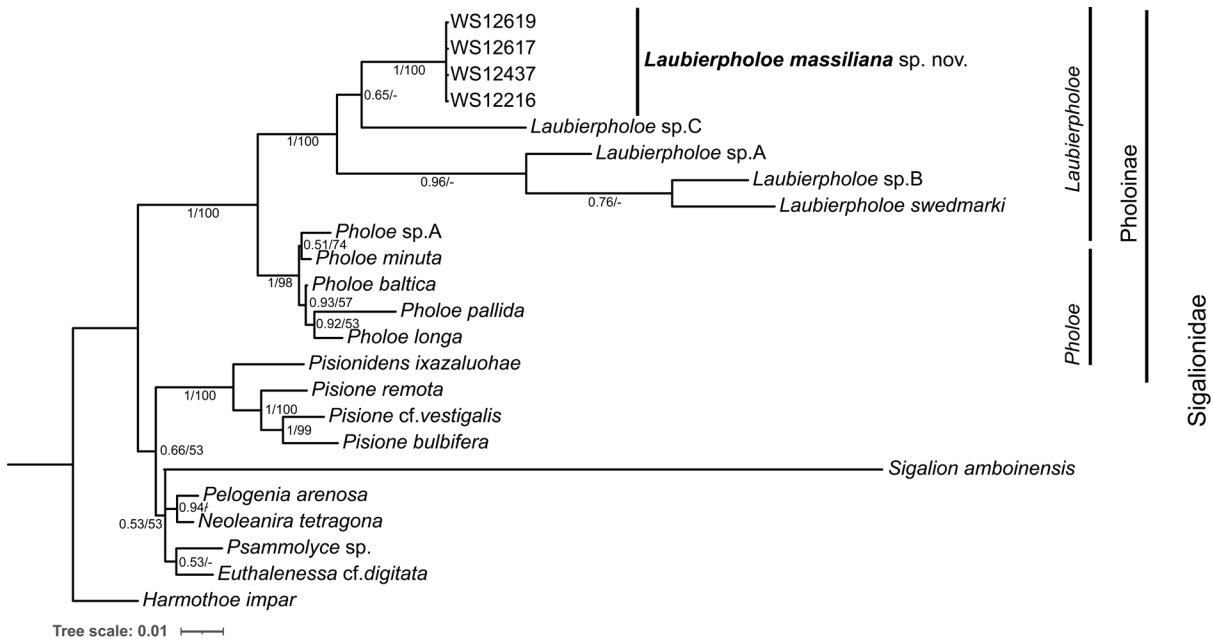 WS12619
WS12617
WS12437
WS12216
1/100
Laubierpholoe massiliana sp. nov.
0.65/-
Laubierpholoe sp.C
1/100
Laubierpholoe sp.A
0.96/-
Laubierpholoe sp.B
0.76/-
Laubierpholoe swedmarki
1/100
Pholoe sp.A
0.51/74
Pholoe minuta
1/98
Pholoe baltica
0.93/57
Pholoe pallida
0.92/53
Pholoe longa
Pisionidens ixazaluohae
1/100
Pisione remota
1/100
Pisione cf.vestigalis
1/99
Pisione bulbifera
0.66/53
Sigalion amboinensis
Pelogenia arenosa
0.94/
Neoleanira tetragona
0.53/53
Psammolyce sp.
0.53/-
Euthalenessa cf.digitata
Harmothoe impar
Tree scale: 0.01
Laubierpholoe
Pholoe
Pholoinae
Sigalionidae